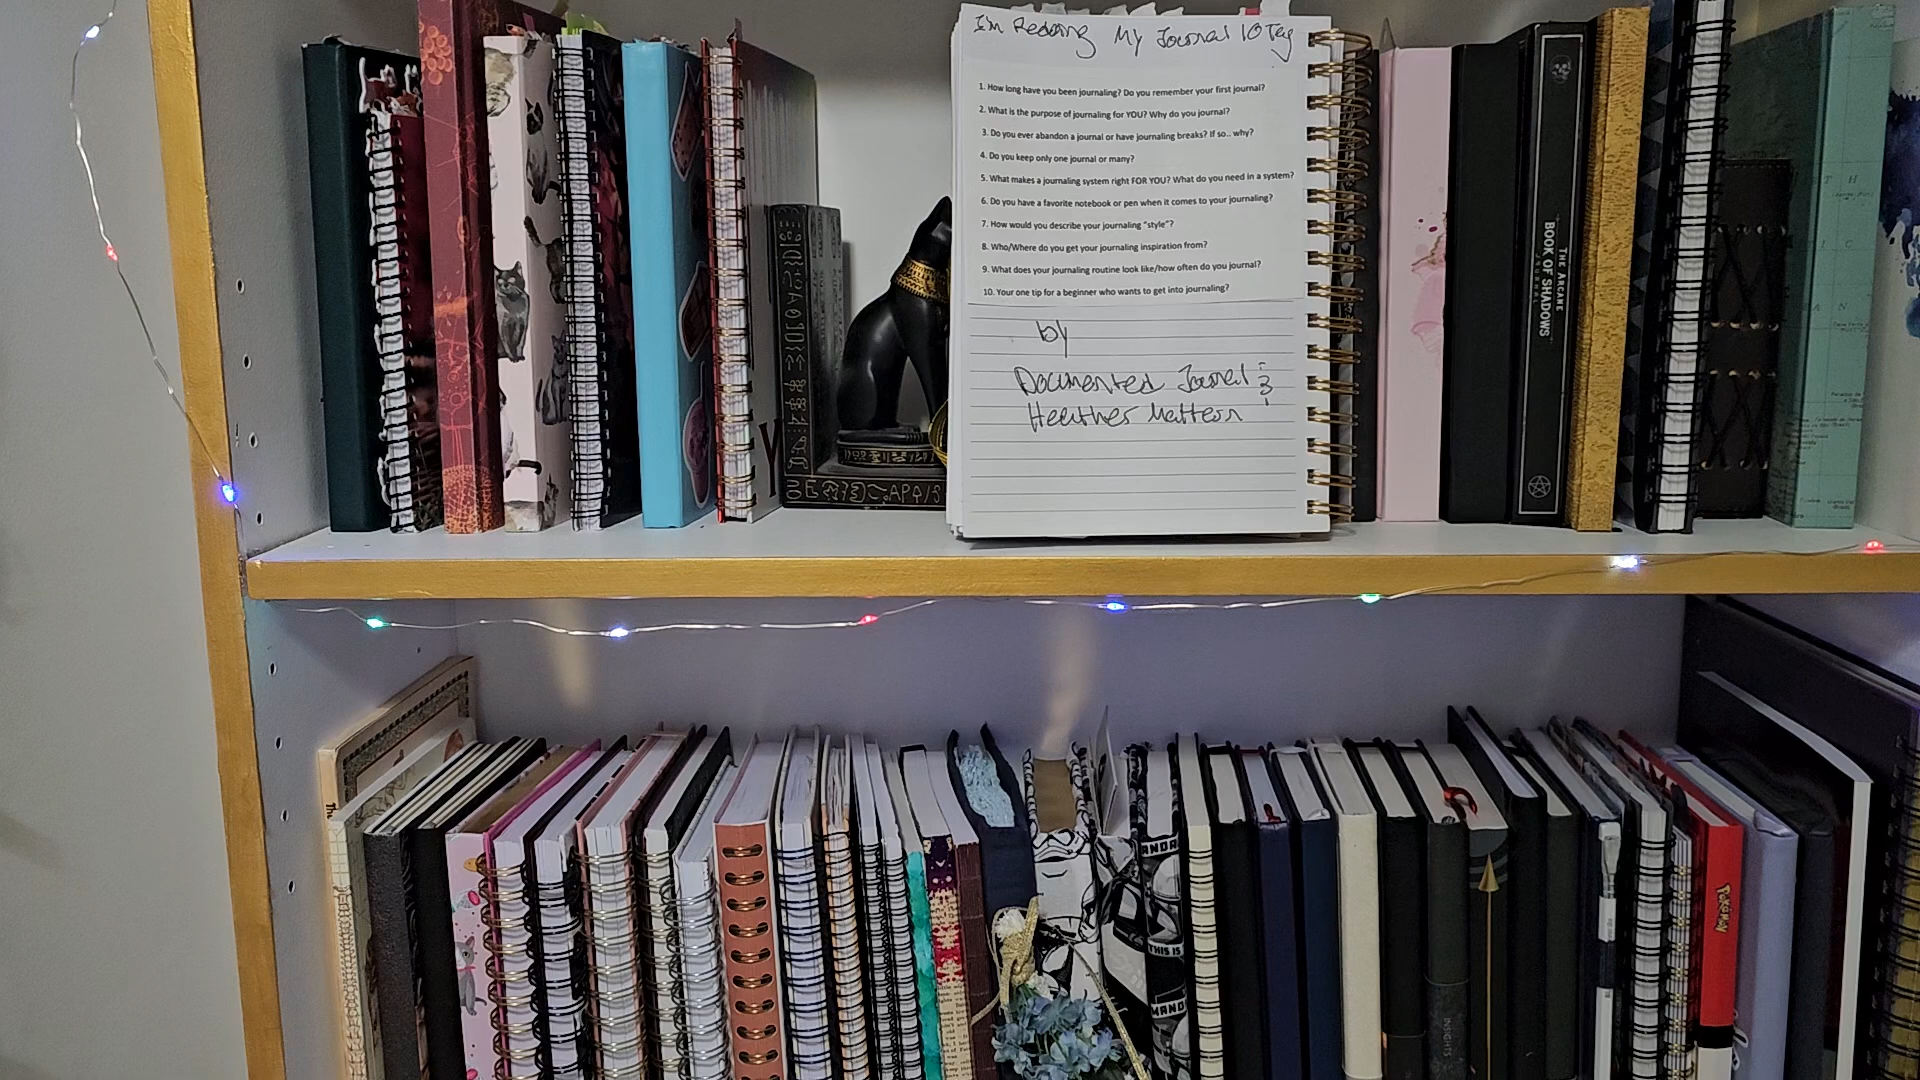 I'm Reading My Journal 10 Tag
1. How long have you been journaling? Do you remember your first journal?
2. What is the purpose of journaling for YOU? Why do you journal?
3. Do you ever abandon a journal or have journaling breaks? If so.. why?
4. Do you keep only one journal or many?
5. What makes a journaling system right FOR YOU? What do you need in a system?
6. Do you have a favorite notebook or pen when it comes to your journaling?
7. How would you describe your journaling "style"?
8. Who/Where do you get your journaling inspiration from?
9. What does your journaling routine look like/how often do you journal?
10. Your one tip for a beginner who wants to get into journaling?
by
Documented Journal &
Heather Mattern
THE ARCANE
BOOK OF SHADOWS
JOURNAL
THIS IS
MAND
INSIGHTS
Pokémon